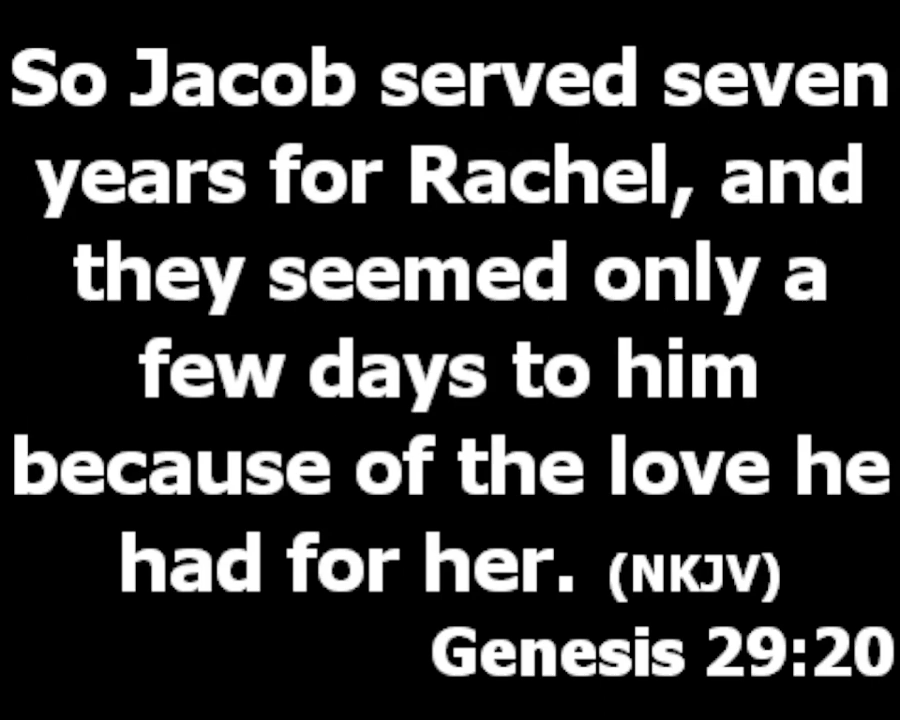 So Jacob served seven
years for Rachel, and
they seemed only a
few days to him
because of the love he
had for her. (NKJV)
Genesis 29:20